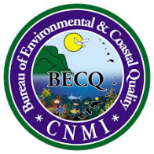 Bureau of Environmental & Coastal Quality
BECQ
* CNMI *